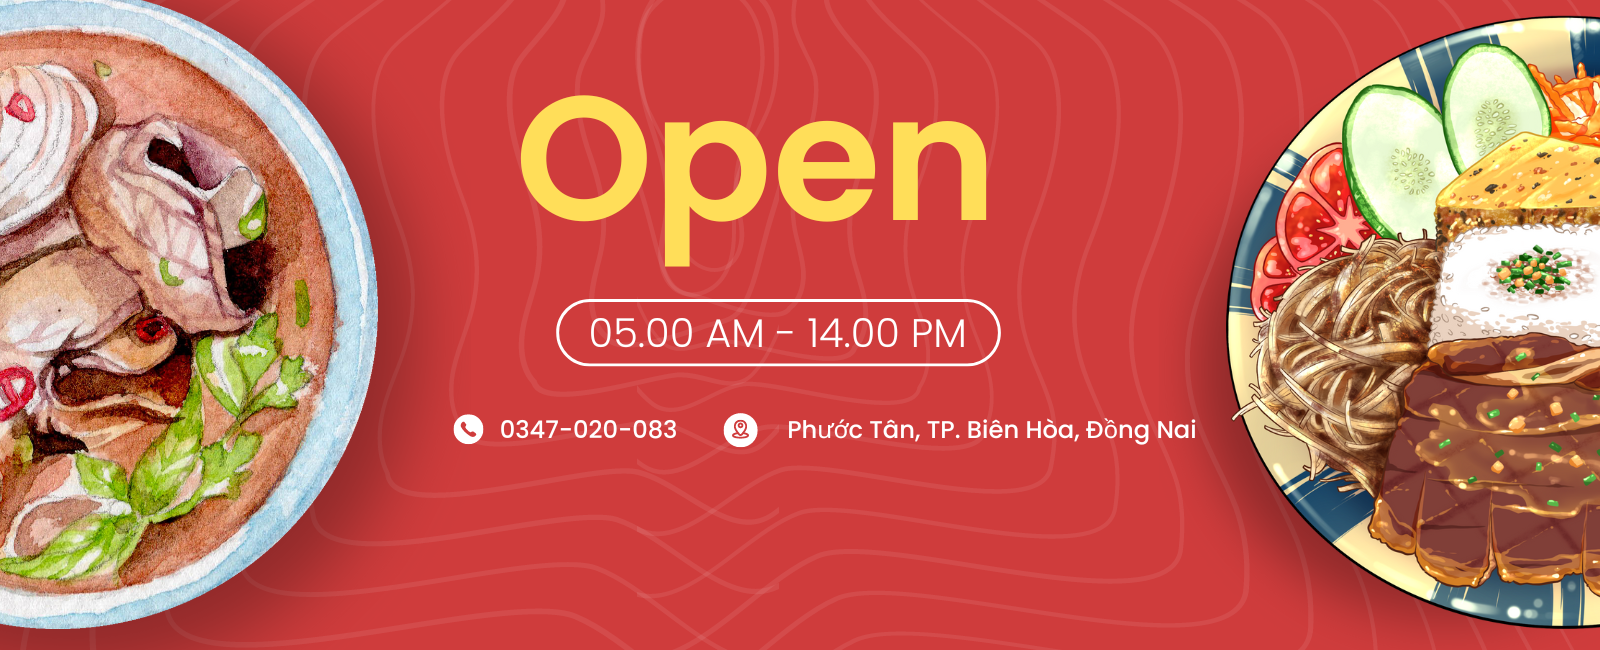 Open
05.00 AM - 14.00 PM
0347-020-083
Phước Tân, TP. Biên Hòa, Đồng Nai